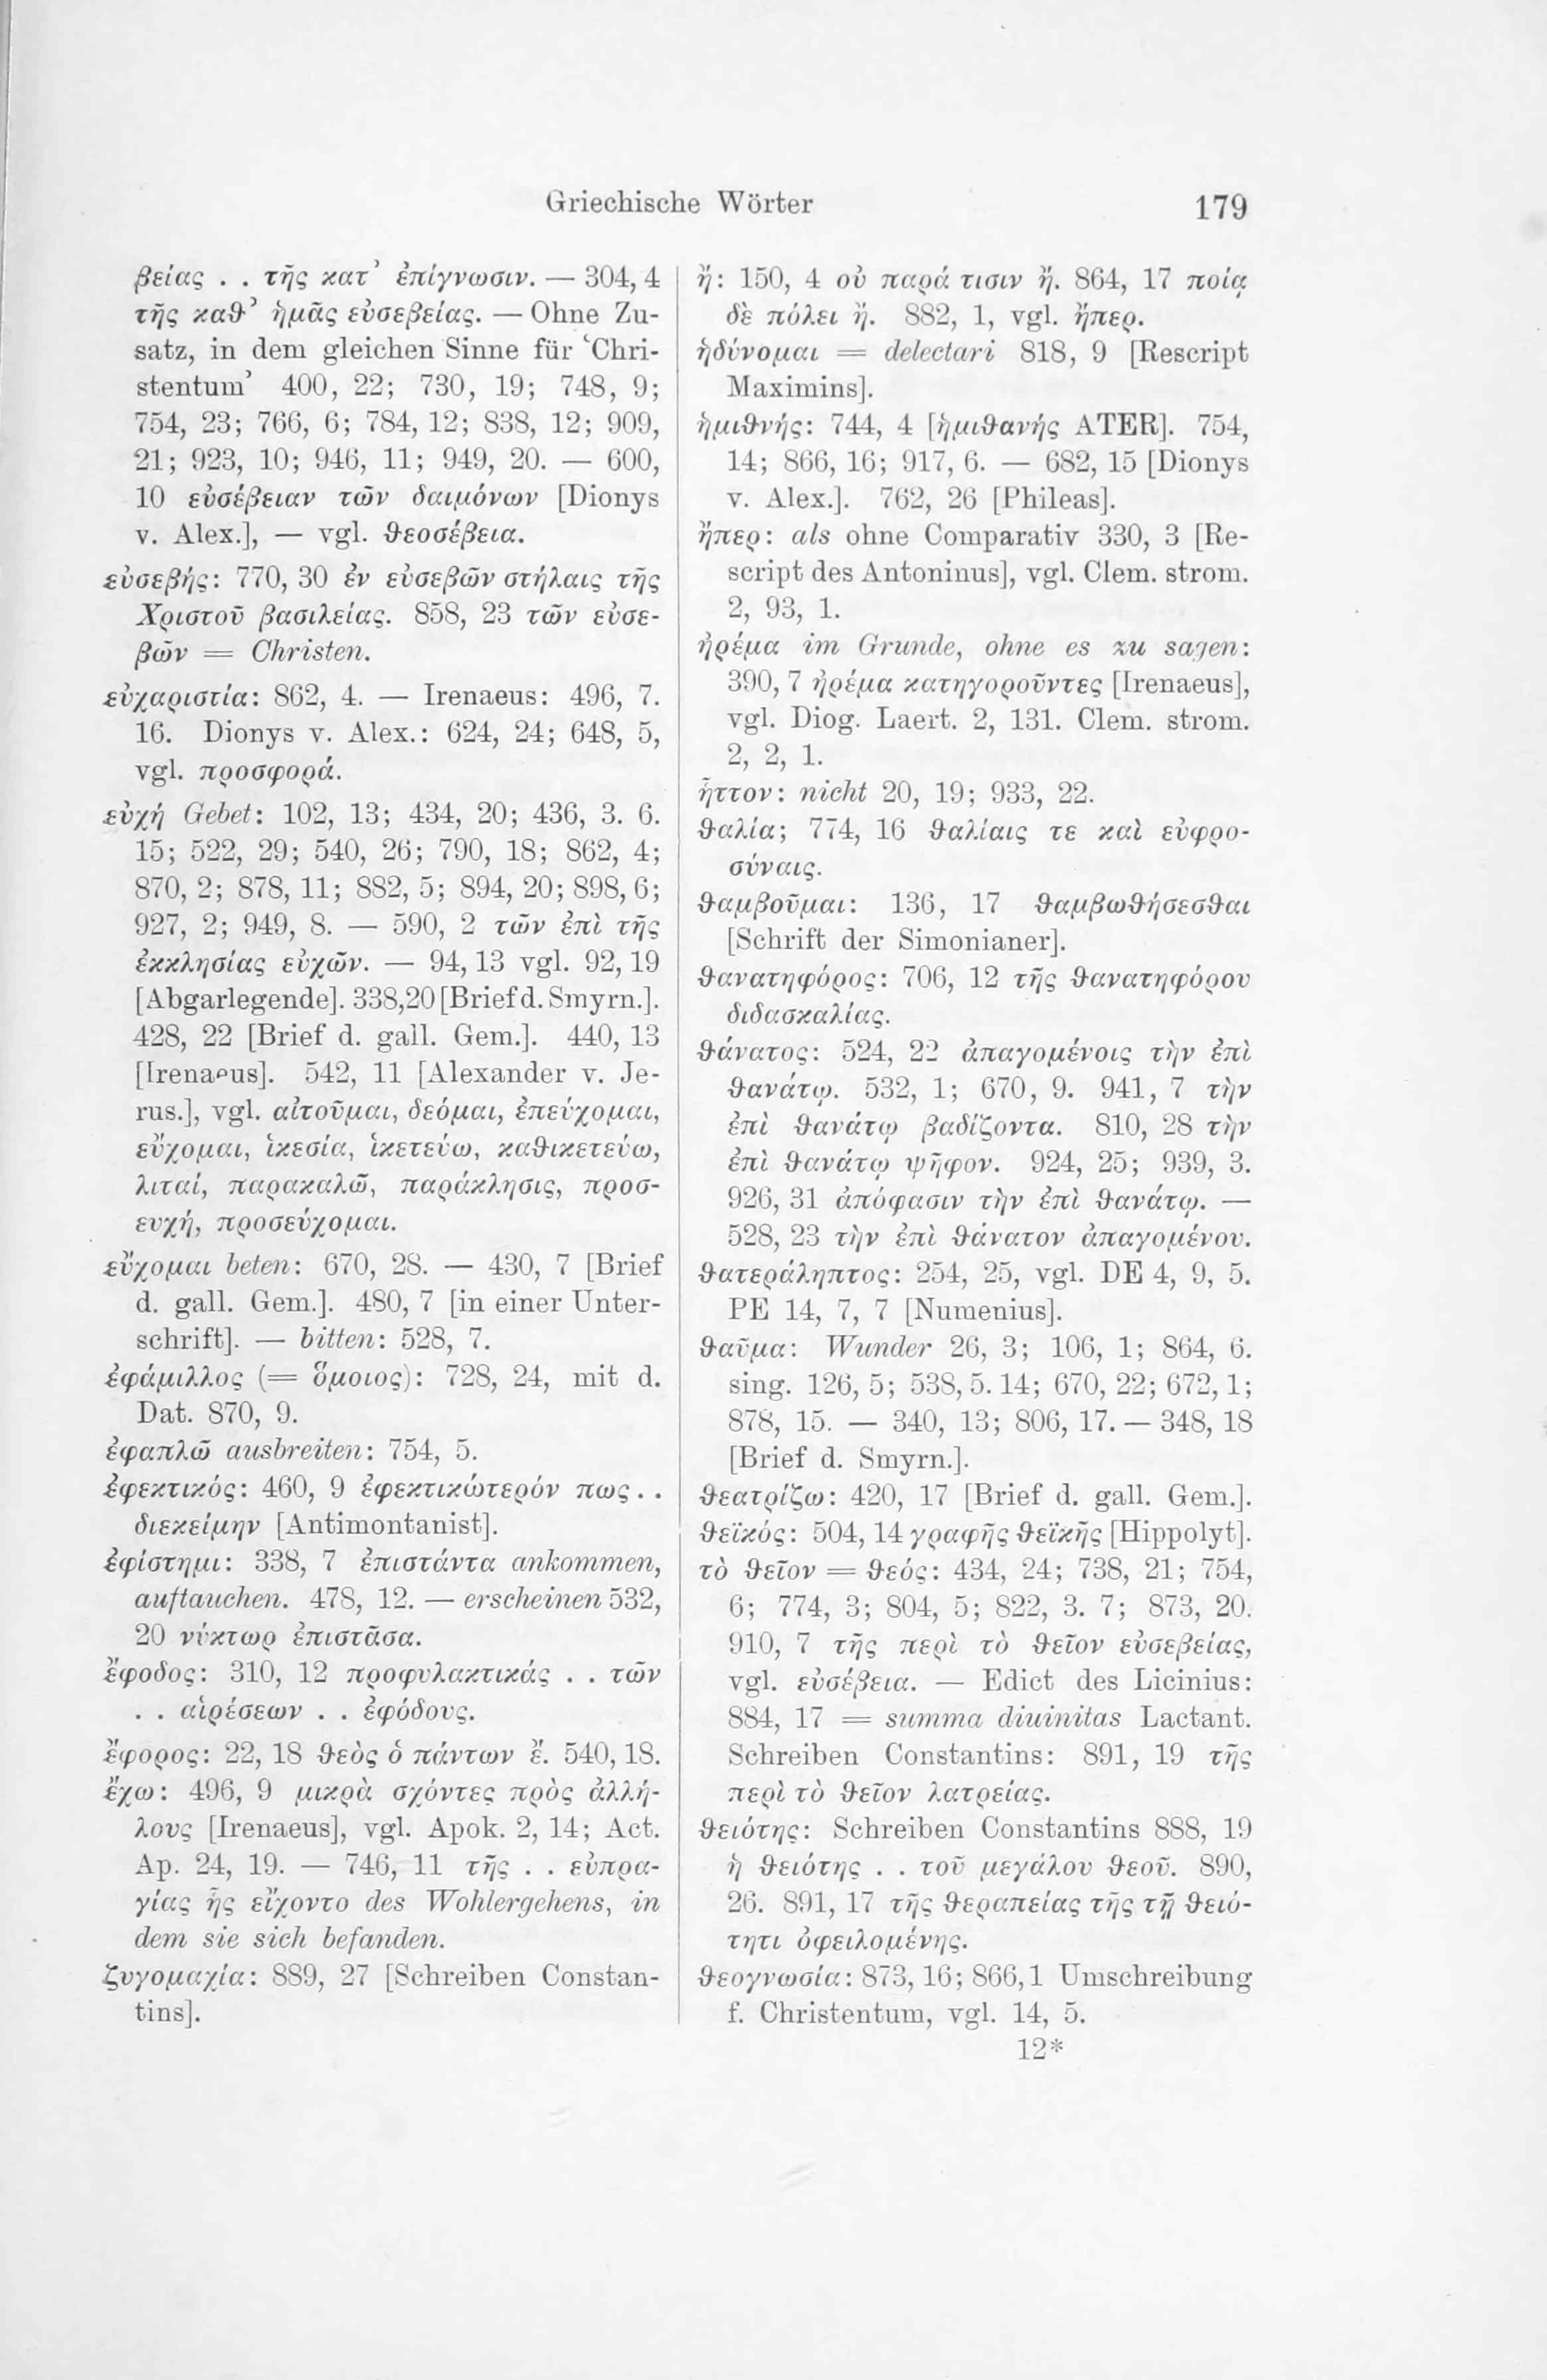 Griechische Wörter
179
βείας . . τῆς κατ’ ἐπίγνωσιν. — 304, 4
τῆς καθ’ ἡμᾶς εὐσεβείας. — Ohne Zu-
satz, in dem gleichen Sinne für ‘Chri-
stentum’ 400, 22; 730, 19; 748, 9;
754, 23; 766, 6; 784, 12; 838, 12; 909,
21; 923, 10; 946, 11; 949, 20. — 600,
10 εὐσέβειαν τῶν δαιμόνων [Dionys
v. Alex.], — vgl. θεοσέβεια.
εὐσεβής: 770, 30 ἐν εὐσεβῶν στήλαις τῆς
Χριστοῦ βασιλείας. 858, 23 τῶν εὐσε-
βῶν = Christen.
εὐχαριστία: 862, 4. — Irenaeus: 496, 7.
16. Dionys v. Alex.: 624, 24; 648, 5,
vgl. προσφορά.
εὐχή Gebet: 102, 13; 434, 20; 436, 3. 6.
15; 522, 29; 540, 26; 790, 18; 862, 4;
870, 2; 878, 11; 882, 5; 894, 20; 898, 6;
927, 2; 949, 8. — 590, 2 τῶν ἐπὶ τῆς
ἐκκλησίας εὐχῶν. — 94, 13 vgl. 92, 19
[Abgarlegende]. 338,20 [Brief d. Smyrn.].
428, 22 [Brief d. gall. Gem.]. 440, 13
[Irenaeus]. 542, 11 [Alexander v. Je-
rus.], vgl. αἰτοῦμαι, δεόμαι, ἐπεύχομαι,
εὔχομαι, ἱκεσία, ἱκετεύω, καθικετεύω,
λιταί, παρακαλῶ, παράκλησις, προσ-
ευχή, προσεύχομαι.
εὔχομαι beten: 670, 28. — 430, 7 [Brief
d. gall. Gem.]. 480, 7 [in einer Unter-
schrift]. — bitten: 528, 7.
ἐφάμιλλος (= ὅμοιος): 728, 24, mit d.
Dat. 870, 9.
ἐφαπλῶ ausbreiten: 754, 5.
ἐφεκτικός: 460, 9 ἐφεκτικώτερόν πως . .
διεκείμην [Antimontanist].
ἐφίστημι: 338, 7 ἐπιστάντα ankommen,
auftauchen. 478, 12. — erscheinen 532,
20 νύκτωρ ἐπιστᾶσα.
ἔφοδος: 310, 12 προφυλακτικάς . . τῶν
. . αἱρέσεων . . ἐφόδους.
ἔφορος: 22, 18 θεὸς ὁ πάντων ἔ. 540, 18.
ἔχω: 496, 9 μικρὰ σχόντες πρὸς ἀλλή-
λους [Irenaeus], vgl. Apok. 2, 14; Act.
Ap. 24, 19. — 746, 11 τῆς . . εὐπρα-
γίας ἧς εἴχοντο des Wohlergehens, in
dem sie sich befanden.
ζυγομαχία: 889, 27 [Schreiben Constan-
tins].
ἤ: 150, 4 οὐ παρά τισιν ἤ. 864, 17 ποίᾳ
δὲ πόλει ἤ. 882, 1, vgl. ἤπερ.
ἡδύνομαι = delectari 818, 9 [Rescript
Maximins].
ἡμιθνής: 744, 4 [ἡμιθανής ATER]. 754,
14; 866, 16; 917, 6. — 682, 15 [Dionys
v. Alex.]. 762, 26 [Phileas].
ἤπερ: als ohne Comparativ 330, 3 [Re-
script des Antoninus], vgl. Clem. strom.
2, 93, 1.
ἠρέμα im Grunde, ohne es zu sagen:
390, 7 ἠρέμα κατηγοροῦντες [Irenaeus],
vgl. Diog. Laert. 2, 131. Clem. strom.
2, 2, 1.
ἧττον: nicht 20, 19; 933, 22.
θαλία; 774, 16 θαλίαις τε καὶ εὐφρο-
σύναις.
θαμβοῦμαι: 136, 17 θαμβωθήσεσθαι
[Schrift der Simonianer].
θανατηφόρος: 706, 12 τῆς θανατηφόρου
διδασκαλίας.
θάνατος: 524, 22 ἀπαγομένοις τὴν ἐπὶ
θανάτῳ. 532, 1; 670, 9. 941, 7 τὴν
ἐπὶ θανάτῳ βαδίζοντα. 810, 28 τὴν
ἐπὶ θανάτῳ ψῆφον. 924, 25; 939, 3.
926, 31 ἀπόφασιν τὴν ἐπὶ θανάτῳ. —
528, 23 τὴν ἐπὶ θάνατον ἀπαγομένου.
θατεράληπτος: 254, 25, vgl. DE 4, 9, 5.
PE 14, 7, 7 [Numenius].
θαῦμα: Wunder 26, 3; 106, 1; 864, 6.
sing. 126, 5; 538, 5. 14; 670, 22; 672, 1;
878, 15. — 340, 13; 806, 17. — 348, 18
[Brief d. Smyrn.].
θεατρίζω: 420, 17 [Brief d. gall. Gem.].
θεϊκός: 504, 14 γραφῆς θεϊκῆς [Hippolyt].
τὸ θεῖον = θεός: 434, 24; 738, 21; 754,
6; 774, 3; 804, 5; 822, 3. 7; 873, 20.
910, 7 τῆς περὶ τὸ θεῖον εὐσεβείας,
vgl. εὐσέβεια. — Edict des Licinius:
884, 17 = summa diuinitas Lactant.
Schreiben Constantins: 891, 19 τῆς
περὶ τὸ θεῖον λατρείας.
θειότης: Schreiben Constantins 888, 19
ἡ θειότης . . τοῦ μεγάλου θεοῦ. 890,
26. 891, 17 τῆς θεραπείας τῆς τῇ θειό-
τητι ὀφειλομένης.
θεογνωσία: 873, 16; 866,1 Umschreibung
f. Christentum, vgl. 14, 5.
12*